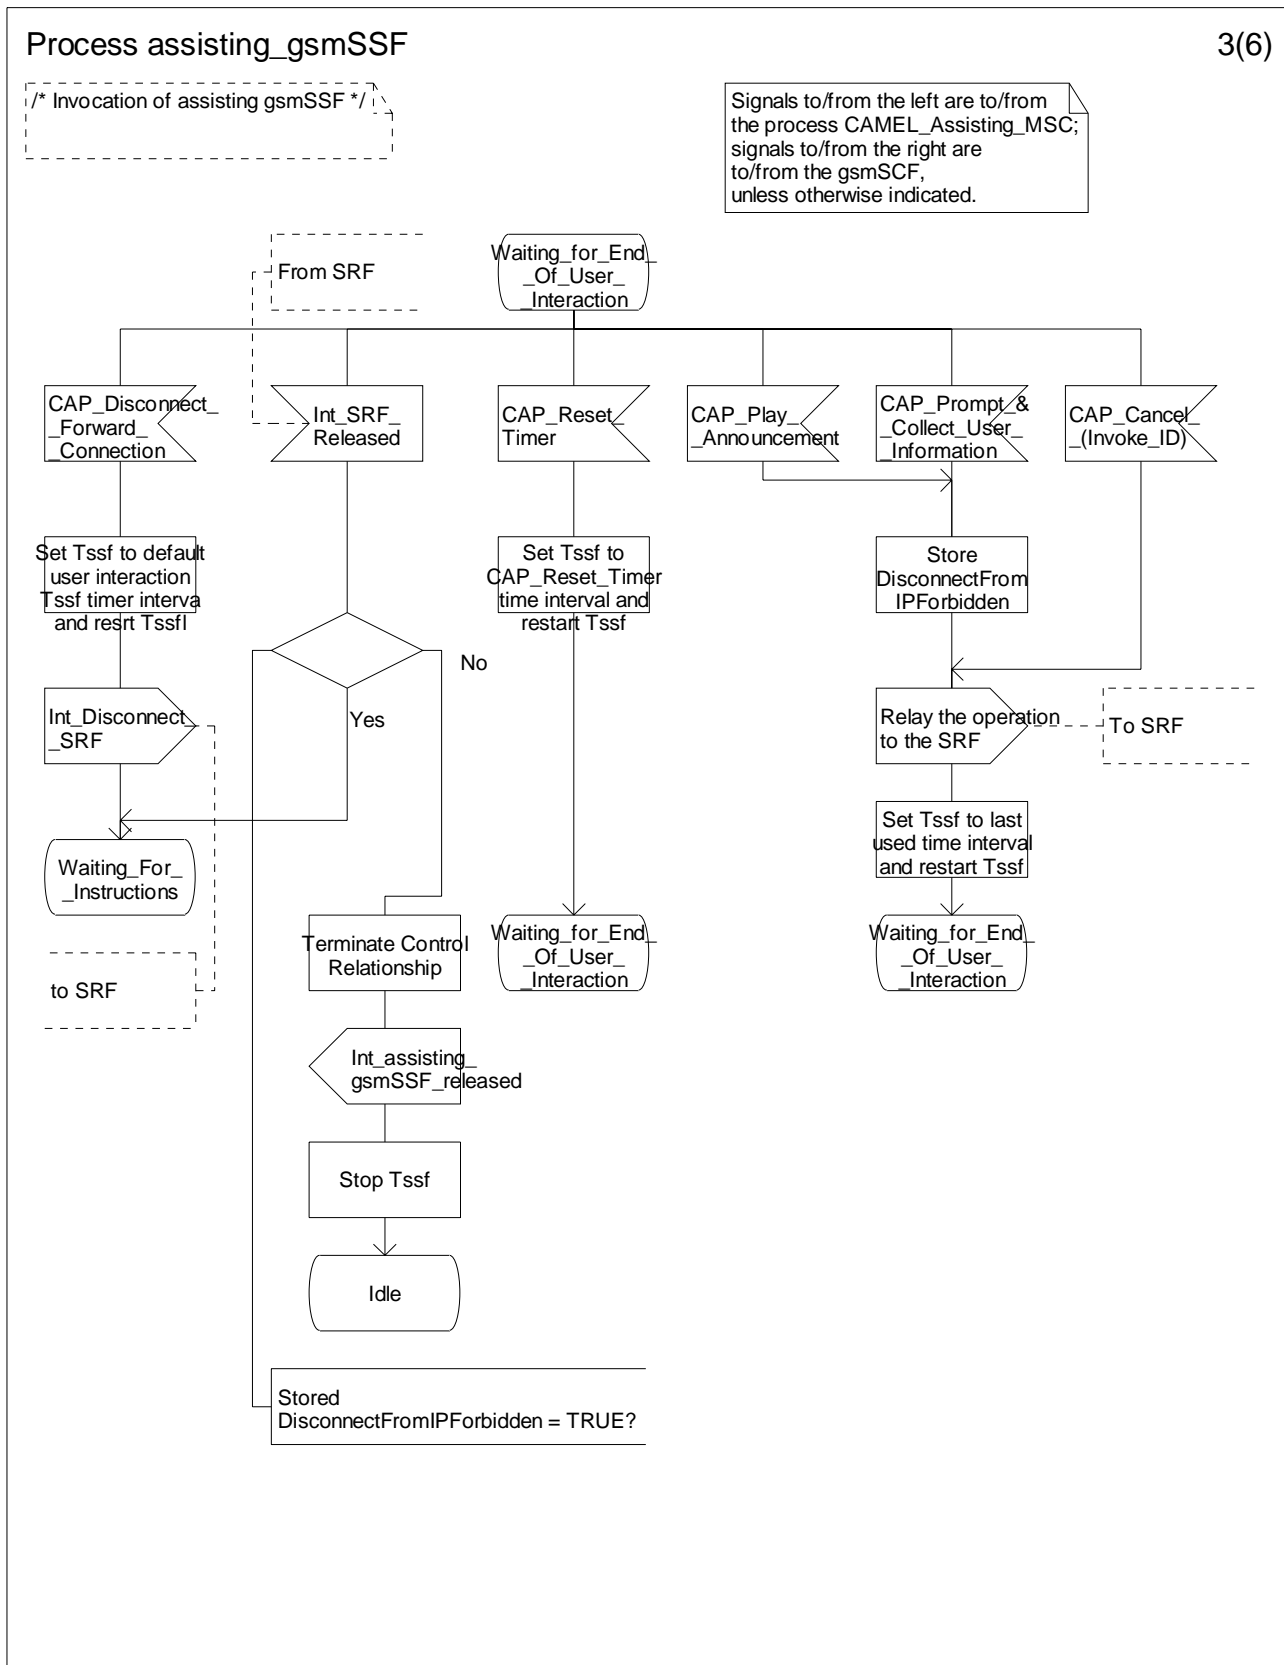 Process assisting_gsmSSF
3(6)
/* Invocation of assisting gsmSSF */
Signals to/from the left are to/from
the process CAMEL_Assisting_MSC;
signals to/from the right are
to/from the gsmSCF,
unless otherwise indicated.
From SRF
Waiting_for_End_
_Of_User_
_Interaction
CAP_Disconnect_
_Forward_
_Connection
Int_SRF_
Released
CAP_Reset_
Timer
CAP_Play_
_Announcement
CAP_Prompt_&
_Collect_User_
_Information
CAP_Cancel_
_(Invoke_ID)
Set Tssf to default
user interaction
Tssf timer interva
and resrt Tssfl
Set Tssf to
CAP_Reset_Timer
time interval and
restart Tssf
Store
DisconnectFrom
IPForbidden
No
Yes
Int_Disconnect_
_SRF
Relay the operation
to the SRF
To SRF
Set Tssf to last
used time interval
and restart Tssf
Waiting_For_
_Instructions
Terminate Control
Relationship
Waiting_for_End_
_Of_User_
_Interaction
Waiting_for_End_
_Of_User_
_Interaction
to SRF
Int_assisting_
gsmSSF_released
Stop Tssf
Idle
Stored
DisconnectFromIPForbidden = TRUE?